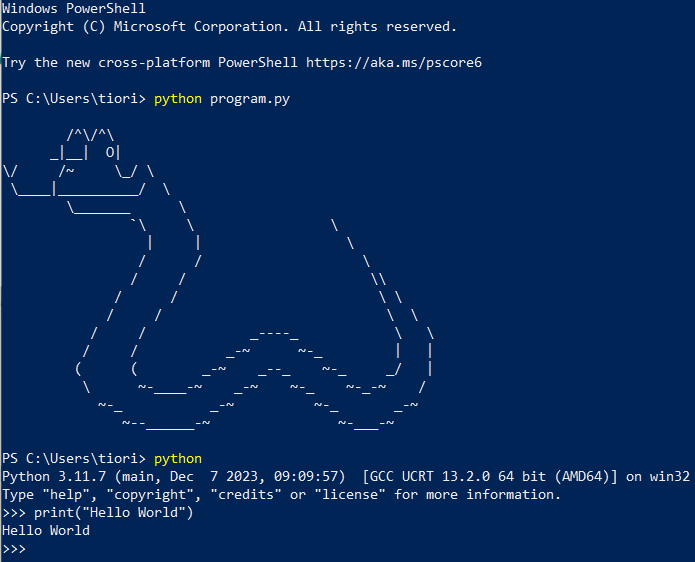 Windows PowerShell
Copyright (C) Microsoft Corporation. All rights reserved.

Try the new cross-platform PowerShell https://aka.ms/pscore6

PS C:\Users\tiori> python program.py

        /^\/^\
      _|__|  O|
\/     /~     \_/ \
 \____|__________/  \
        \_______      \
                `\     \                 \
                  |     |                  \
                 /      /                    \
                /     /                       \\
              /      /                         \ \
             /     /                            \  \
           /     /             _----_            \   \
          /     /           _-~      ~-_         |   |
         (      (        _-~    _--_    ~-_     _/   |
          \      ~-____-~    _-~    ~-_    ~-_-~    /
            ~-_           _-~          ~-_       _-~
               ~--______-~                ~-___-~

PS C:\Users\tiori> python
Python 3.11.7 (main, Dec  7 2023, 09:09:57)  [GCC UCRT 13.2.0 64 bit (AMD64)] on win32
Type "help", "copyright", "credits" or "license" for more information.
>>> print("Hello World")
Hello World
>>>